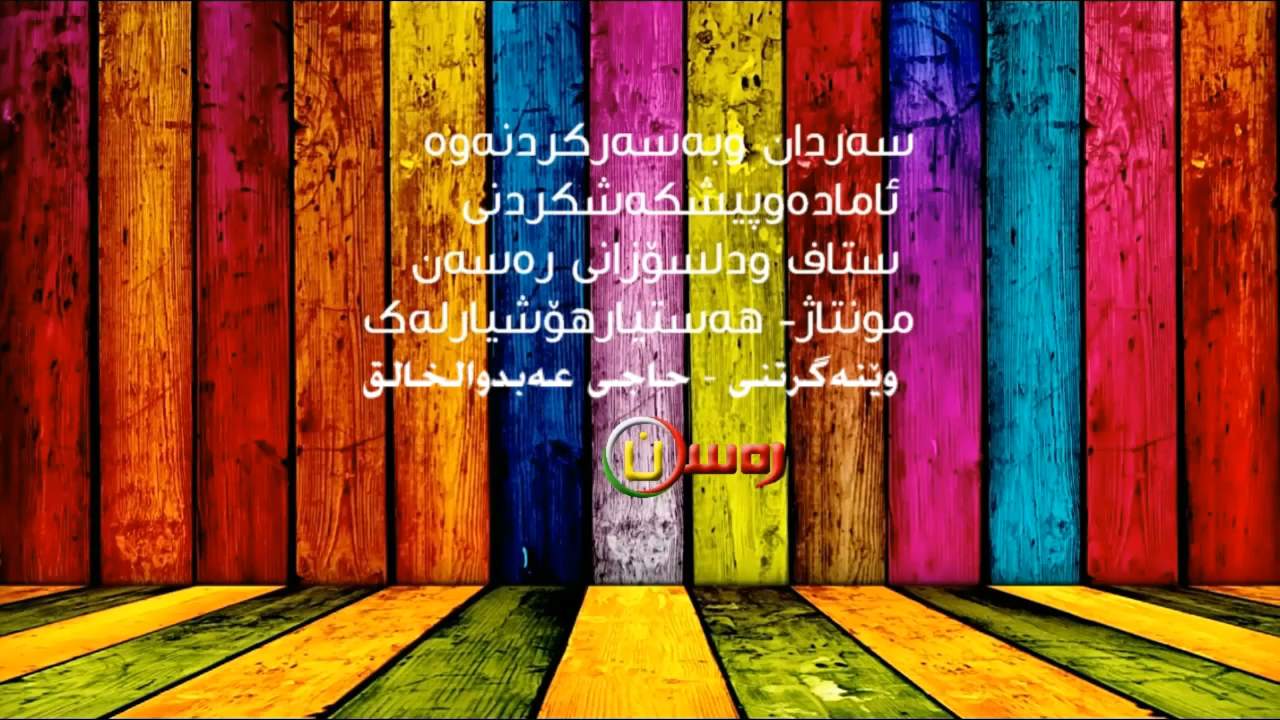 سەردان وبەسەرکردنەوە
ئامادەوپیشکەشکردنی
ستاف ودلسۆزانی رەسەن
مونتاژ- هەستیارهۆشیارلەک
وێنەگرتنی - حاجی عەبدوالخالق
رەسەن